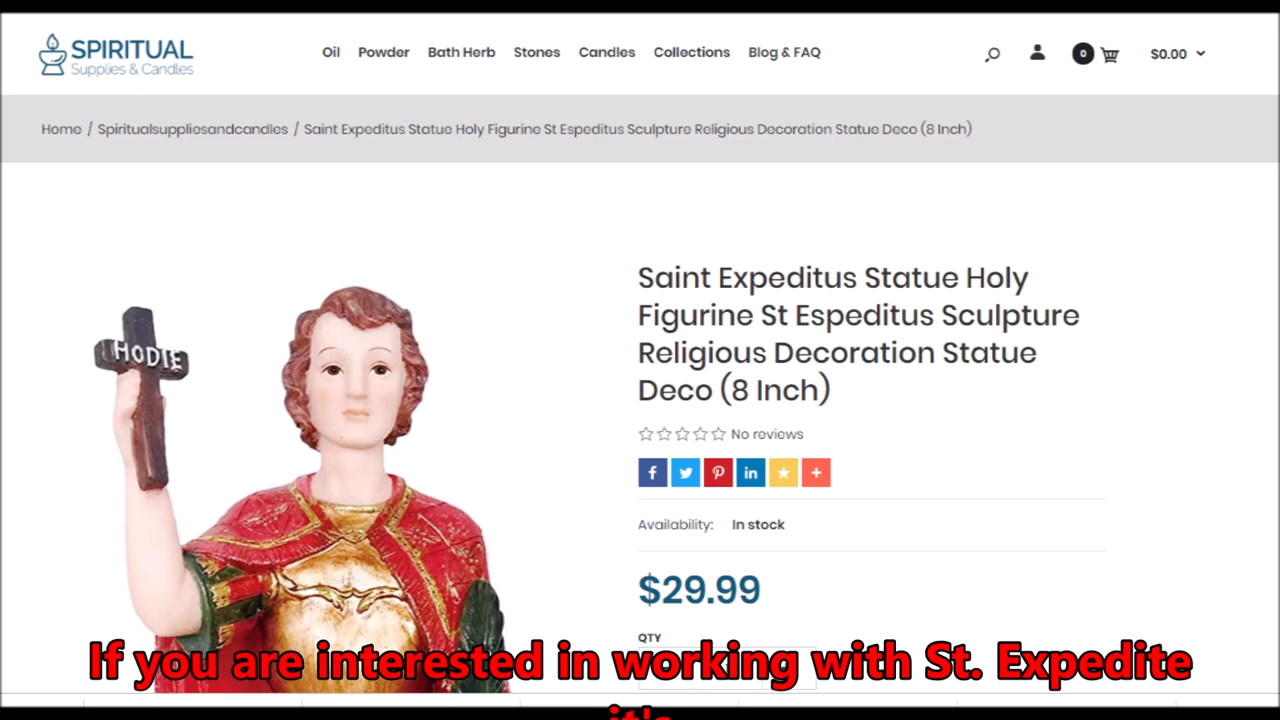 SPIRITUAL
Supplies & Candles
Oil Powder Bath Herb Stones Candles Collections Blog & FAQ
0 $0.00
Home / Spiritualsuppliesandcandles / Saint Expeditus Statue Holy Figurine St Espeditus Sculpture Religious Decoration Statue Deco (8 Inch)
HODIE
Saint Expeditus Statue Holy
Figurine St Espeditus Sculpture
Religious Decoration Statue
Deco (8 Inch)
No reviews
Availability: In stock
$29.99
QTY
If you are interested in working with St. Expedite
it's